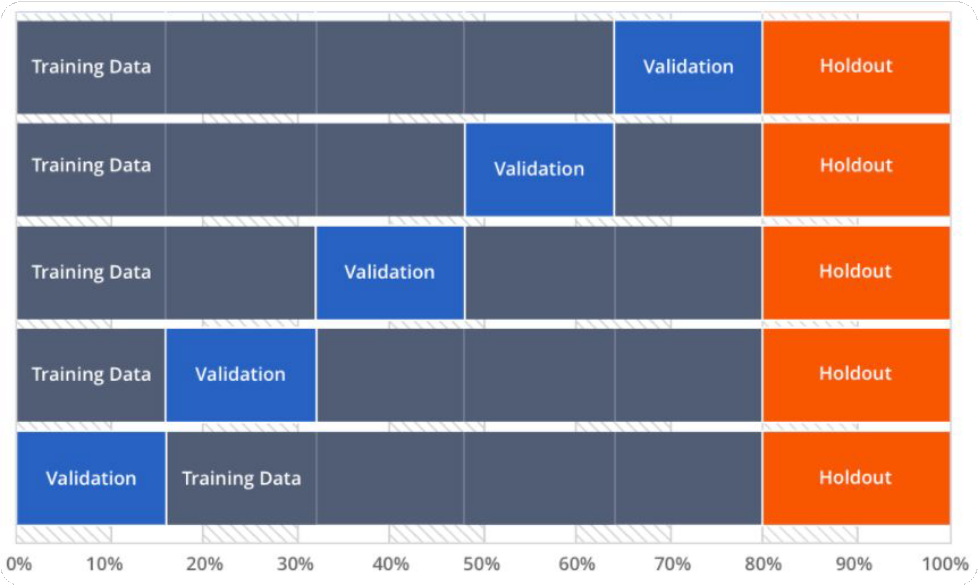 Training Data Validation Holdout
Training Data Validation Holdout
Training Data Validation Holdout
Training Data Validation Holdout
Validation Training Data Holdout
0% 10% 20% 30% 40% 50% 60% 70% 80% 90% 100%